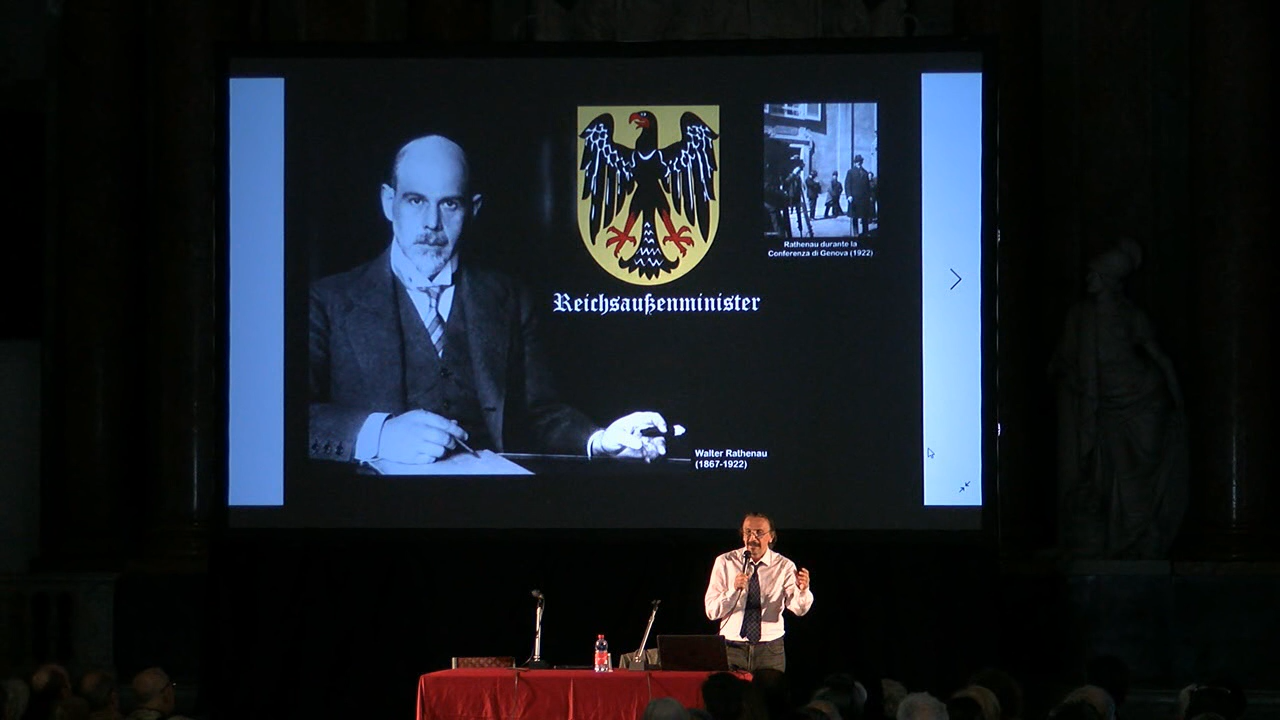 Rathenau durante la
Conferenza di Genova (1922)
Reichsaußenminister
Walter Rathenau
(1867-1922)